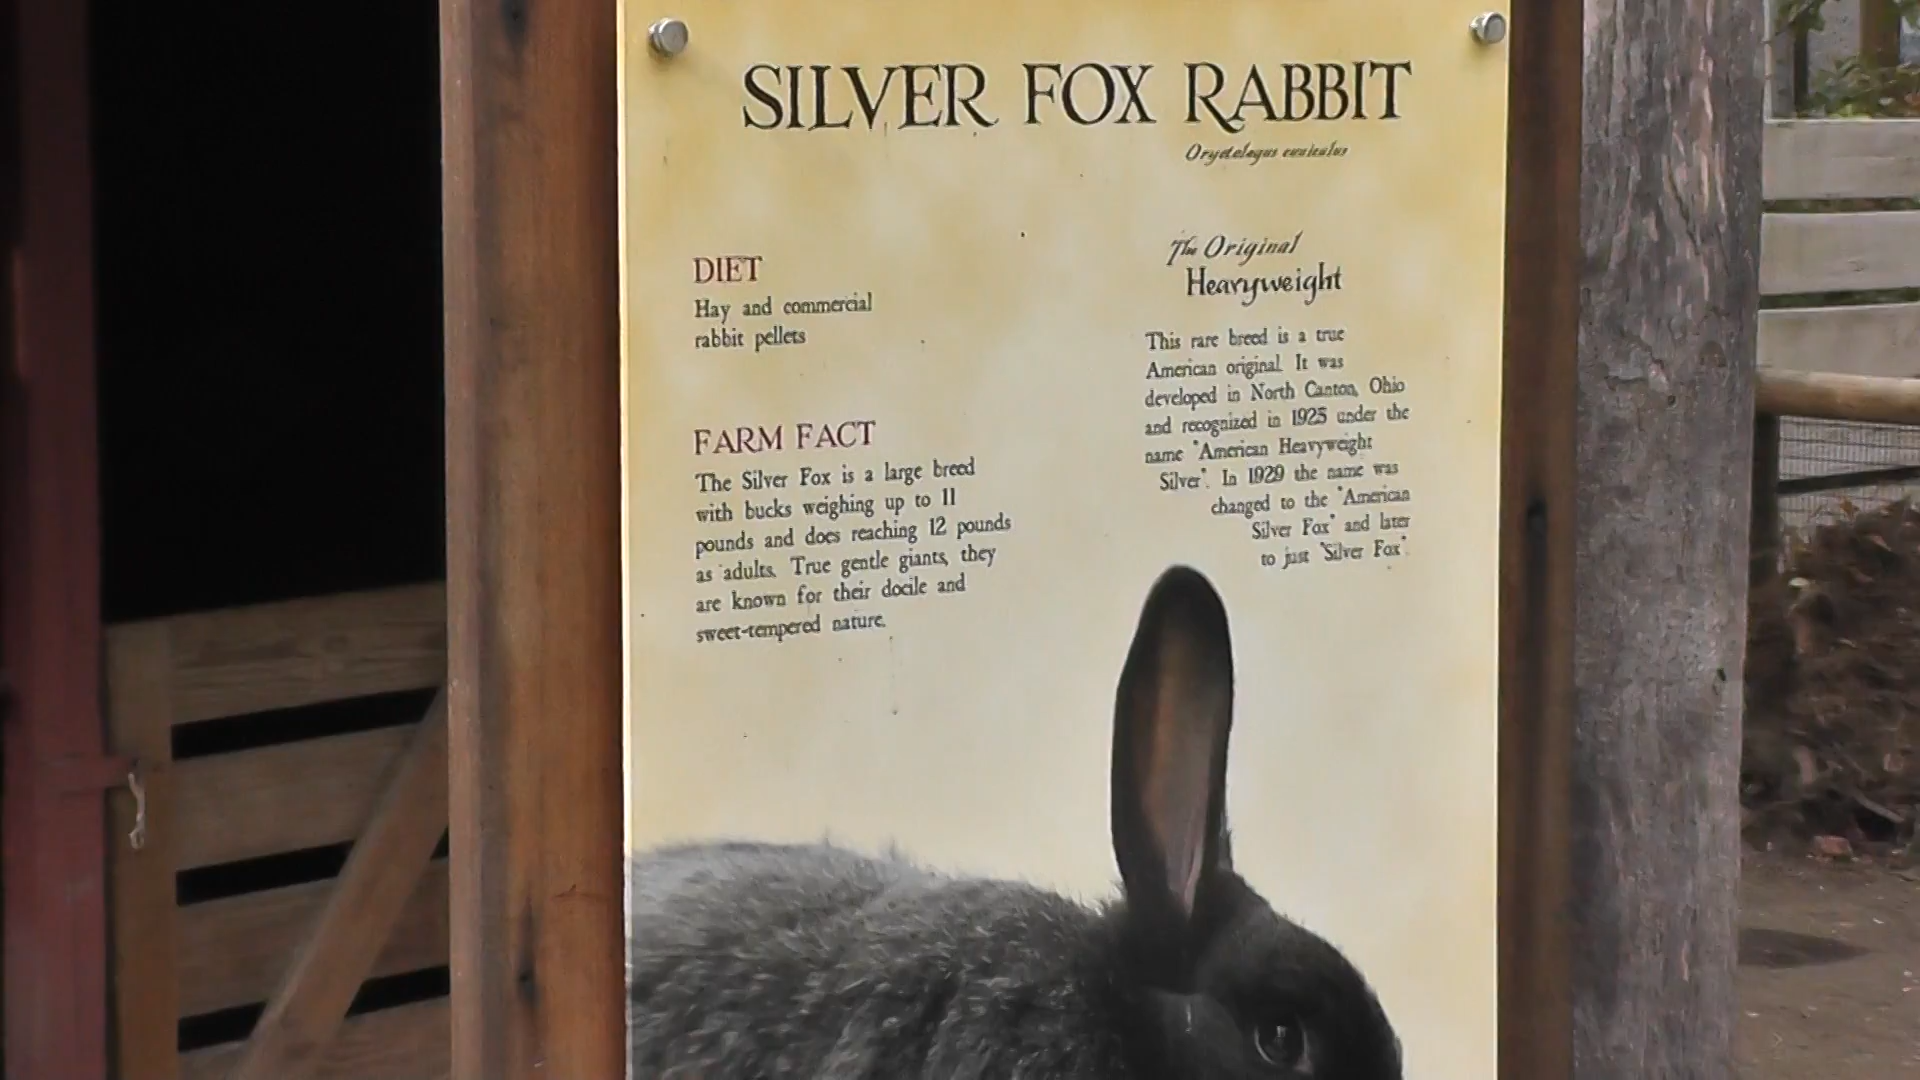 SILVER FOX RABBIT
Oryctolagus cuniculus
DIET
Hay and commercial
rabbit pellets
FARM FACT
The Silver Fox is a large breed
with bucks weighing up to 11
pounds and does reaching 12 pounds
as adults. True gentle giants, they
are known for their docile and
sweet-tempered nature.
The Original
Heavyweight
This rare breed is a true
American original. It was
developed in North Canton, Ohio
and recognized in 1925 under the
name "American Heavyweight
Silver". In 1929 the name was
changed to the "American
Silver Fox" and later
to just "Silver Fox".